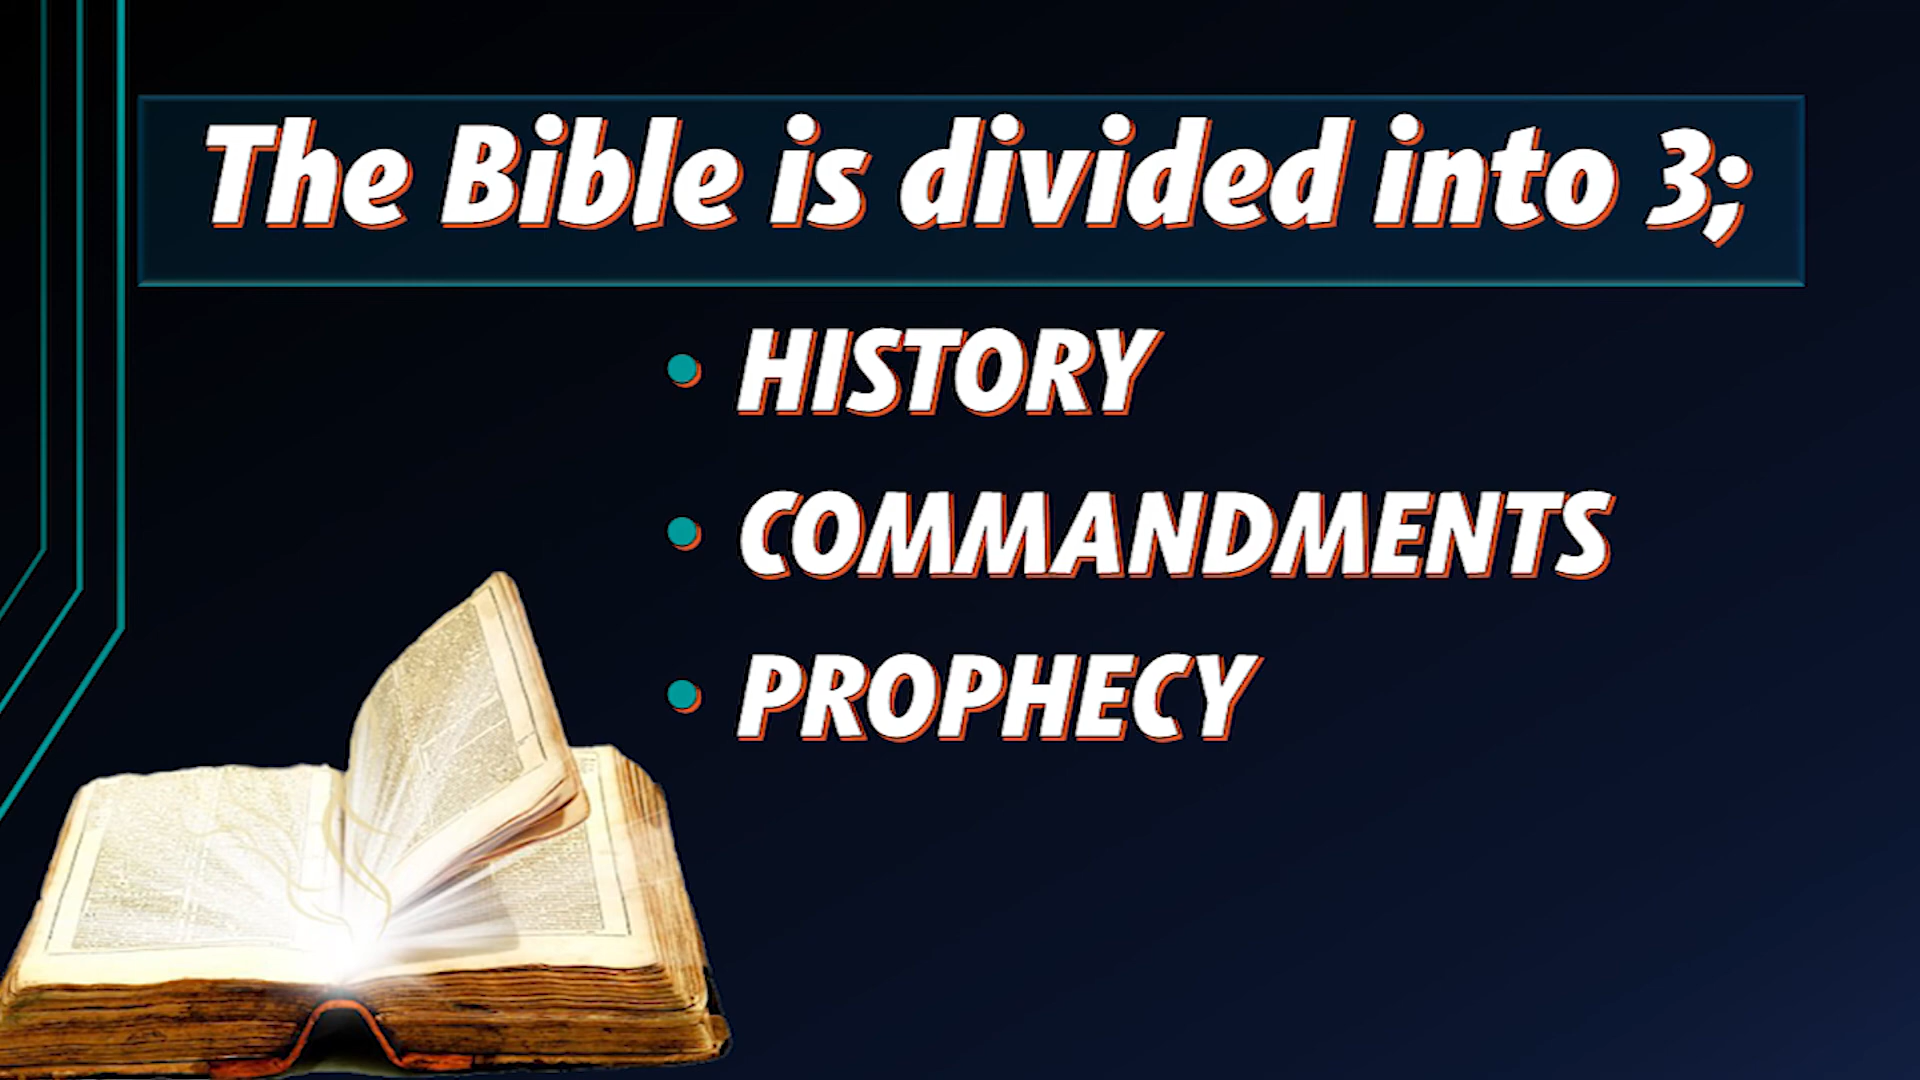 The Bible is divided into 3;
• HISTORY
• COMMANDMENTS
• PROPHECY